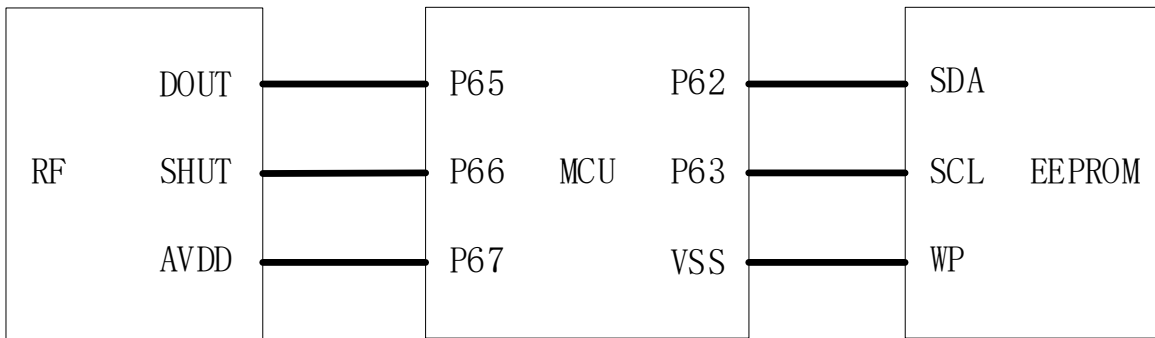 DOUT P65 P62 SDA
RF SHUT P66 MCU P63 SCL EEPROM
AVDD P67 VSS WP